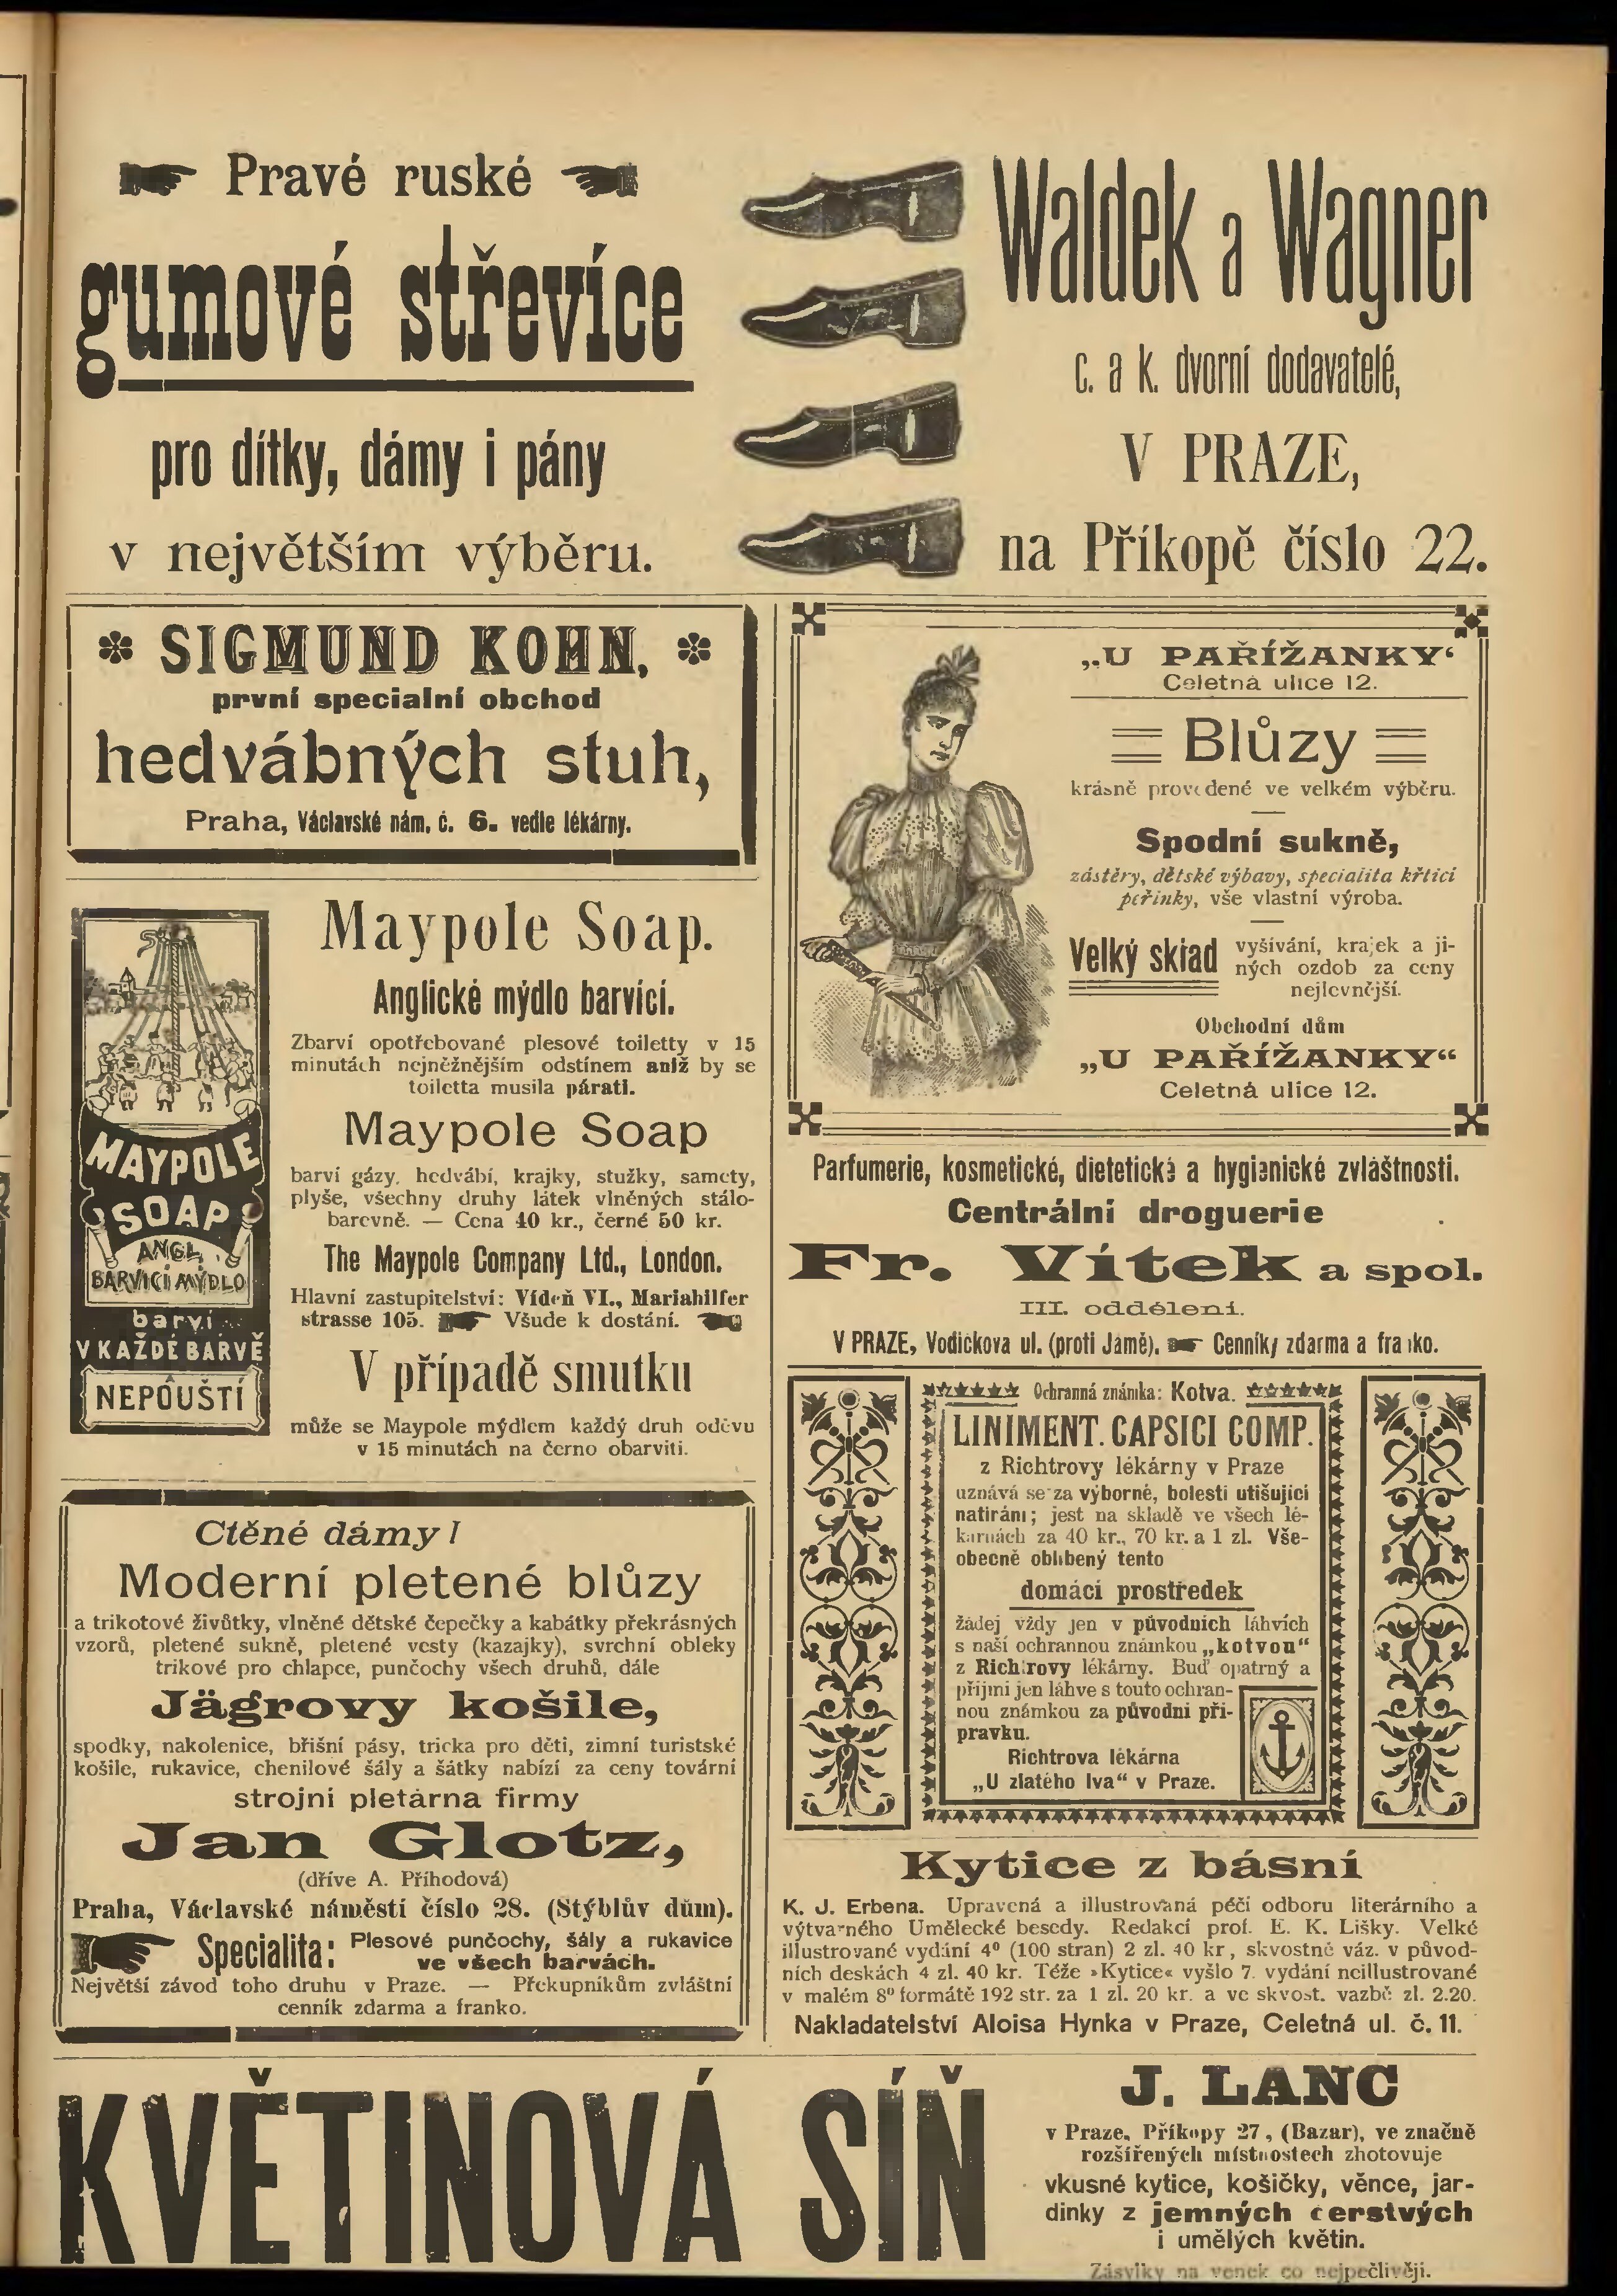 Pravé ruské
gumové střevíce
pro dítky, dámy i pány
v největším výběru.
Waldek a Wagner
c. a k. dvorní dodavatelé,
V PRAZE,
na Příkopě číslo 22.
SIGMUND KOHN,
první specialní obchod
hedvábných stuh,
Praha, Václavské nám. č. 6. vedle lékárny.
MAYPOLE
SOAP
ANGL.
BARVICÍ MÝDLO
barví
V KAŽDÉ BARVĚ
NEPOUŠTÍ
Maypole Soap.
Anglické mýdlo barvicí.
Zbarví opotřebované plesové toiletty v 15
minutách nejněžnějším odstínem aniž by se
toiletta musila párati.
Maypole Soap
barví gázy, hedvábí, krajky, stužky, samety,
plyše, všechny druhy látek vlněných stálo-
barevně. — Cena 40 kr., černé 50 kr.
The Maypole Company Ltd., London.
Hlavní zastupitelství: Vídeň VI., Mariahilfer
strasse 105. Všude k dostání.
V případě smutku
může se Maypole mýdlem každý druh oděvu
v 15 minutách na černo obarviti.
Ctěné dámy!
Moderní pletené blůzy
a trikotové živůtky, vlněné dětské čepečky a kabátky překrásných
vzorů, pletené sukně, pletené vesty (kazajky), svrchní obleky
trikové pro chlapce, punčochy všech druhů, dále
Jägrovy košile,
spodky, nakolenice, břišní pásy, tricka pro děti, zimní turistské
košile, rukavice, chenilové šály a šátky nabízí za ceny tovární
strojní pletárna firmy
Jan Glotz,
(dříve A. Příhodová)
Praha, Václavské náměstí číslo 28. (Stýblův dům).
Specialita: Plesové punčochy, šály a rukavice
ve všech barvách.
Největší závod toho druhu v Praze. — Překupníkům zvláštní
cenník zdarma a franko.
„U PAŘÍŽANKY“
Celetná ulice 12.
Blůzy
krásně provedené ve velkém výběru.
Spodní sukně,
zástěry, dětské výbavy, specialita křticí
peřinky, vše vlastní výroba.
Velký sklad vyšívání, krajek a ji-
ných ozdob za ceny
nejlevnější.
Obchodní dům
„U PAŘÍŽANKY“
Celetná ulice 12.
Parfumerie, kosmetické, dietetické a hygienické zvláštnosti.
Centrální droguerie
Fr. Vítek a spol.
III. oddělení.
V PRAZE, Vodičkova ul. (proti Jámě). Cenníky zdarma a franko.
Ochranná známka: Kotva.
LINIMENT. CAPSICI COMP.
z Richtrovy lékárny v Praze
uznává se za výborné, bolesti utišující
natírání; jest na skladě ve všech lé-
kárnách za 40 kr., 70 kr. a 1 zl. Vše-
obecně oblíbený tento
domácí prostředek
žádej vždy jen v původních láhvích
s naší ochrannou známkou „kotvou“
z Richtrovy lékárny. Buď opatrný a
přijmi jen láhve s touto ochran-
nou známkou za původní pří-
pravku.
Richtrova lékárna
„U zlatého lva“ v Praze.
Kytice z básní
K. J. Erbena. Upravená a illustrovaná péčí odboru literárního a
výtvarného Umělecké besedy. Redakcí prof. E. K. Lišky. Velké
illustrované vydání 4⁰ (100 stran) 2 zl. 40 kr, skvostně váz. v původ-
ních deskách 4 zl. 40 kr. Téže »Kytice« vyšlo 7. vydání neillustrované
v malém 8⁰ formátě 192 str. za 1 zl. 20 kr. a ve skvost. vazbě zl. 2.20.
Nakladatelství Aloisa Hynka v Praze, Celetná ul. č. 11.
KVĚTINOVÁ SÍŇ
J. LANC
v Praze, Příkopy 27, (Bazar), ve značně
rozšířených místnostech zhotovuje
vkusné kytice, košičky, věnce, jar-
dinky z jemných čerstvých
i umělých květin.
Zásylky na venek co nejpečlivěji.